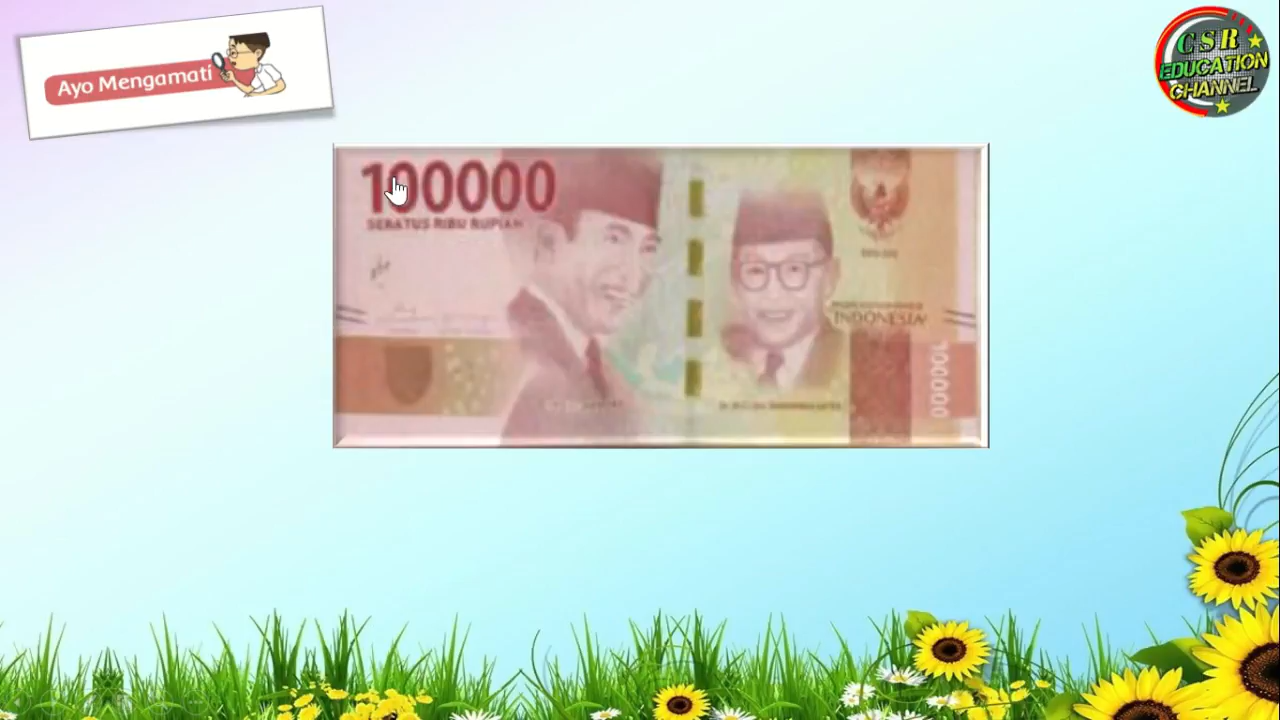 Ayo Mengamati
CSR
EDUCATION
CHANNEL
100000
SERATUS RIBU RUPIAH
INDONESIA
100000